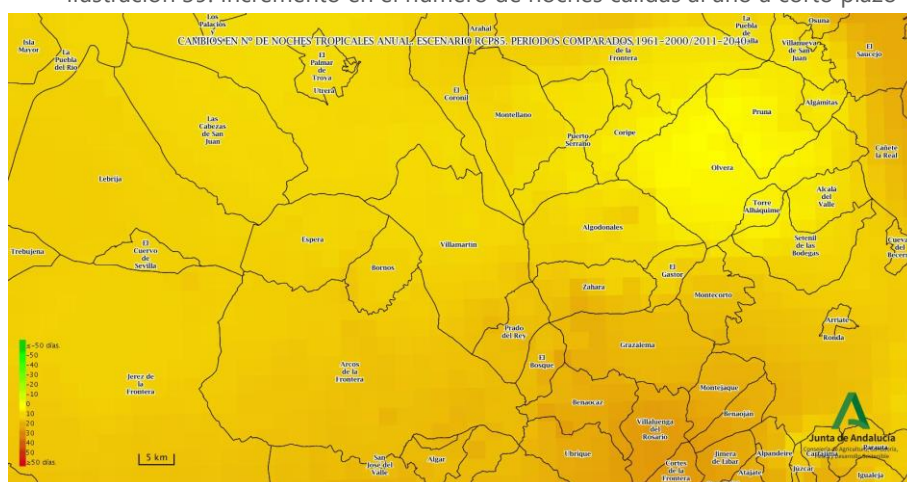 Ilustración 59: Incremento en el número de noches cálidas al año a corto plazo
CAMBIOS EN Nº DE NOCHES TROPICALES ANUAL. ESCENARIO RCP85. PERIODOS COMPARADOS 1961-2000/2011-2040
Los
Palacios
y
Arahal
de la
Frontera
La
Puebla
de
Osuna
Villanueva
de San
Juan
El
Saucejo
Isla
Mayor
La
Puebla
del Río
El
Palmar
de
Troya
Utrera
El
Coronil
Montellano
Pruna
Algámitas
Las
Cabezas
de San
Juan
Puerto
Serrano
Coripe
Cañete
la Real
Lebrija
Olvera
Alcalá
del
Valle
Torre
Alháquime
Trebujena
El
Cuervo
de
Sevilla
Espera
Villamartín
Algodonales
Setenil
de las
Bodegas
Cuevas
del
Becerro
Bornos
El
Gastor
Zahara
Montecorto
Prado
del Rey
Arriate
Ronda
Grazalema
El
Bosque
≤-50 días
-50
-40
-30
-20
-10
0
10
20
30
40
50
≥50 días
Jerez de
la
Frontera
Arcos
de la
Frontera
Montejaque
Benaocaz
Benaoján
Villaluenga
del
Rosario
Junta de Andalucía
5 km
San
José del
Valle
Algar
Ubrique
Cortes
de la
Frontera
Jimera
de Líbar
Atajate
Alpandeire
Júzcar
Parauta
Igualeja